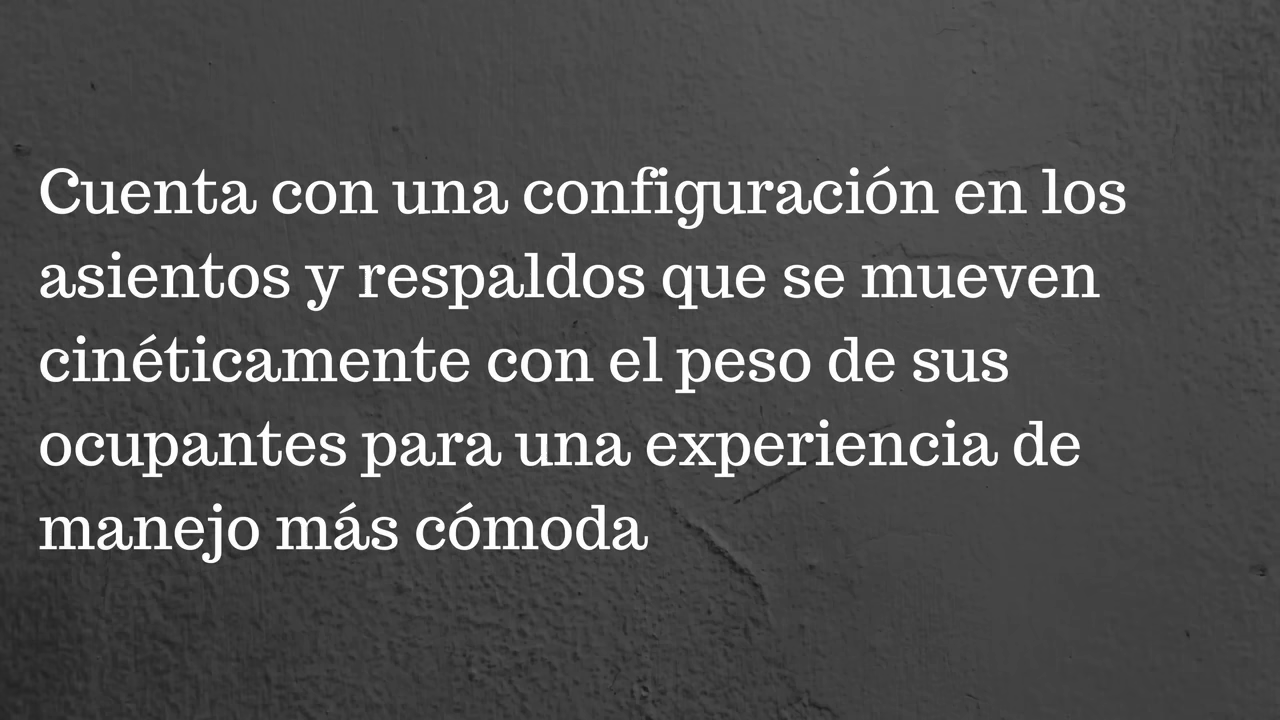 Cuenta con una configuración en los
asientos y respaldos que se mueven
cinéticamente con el peso de sus
ocupantes para una experiencia de
manejo más cómoda